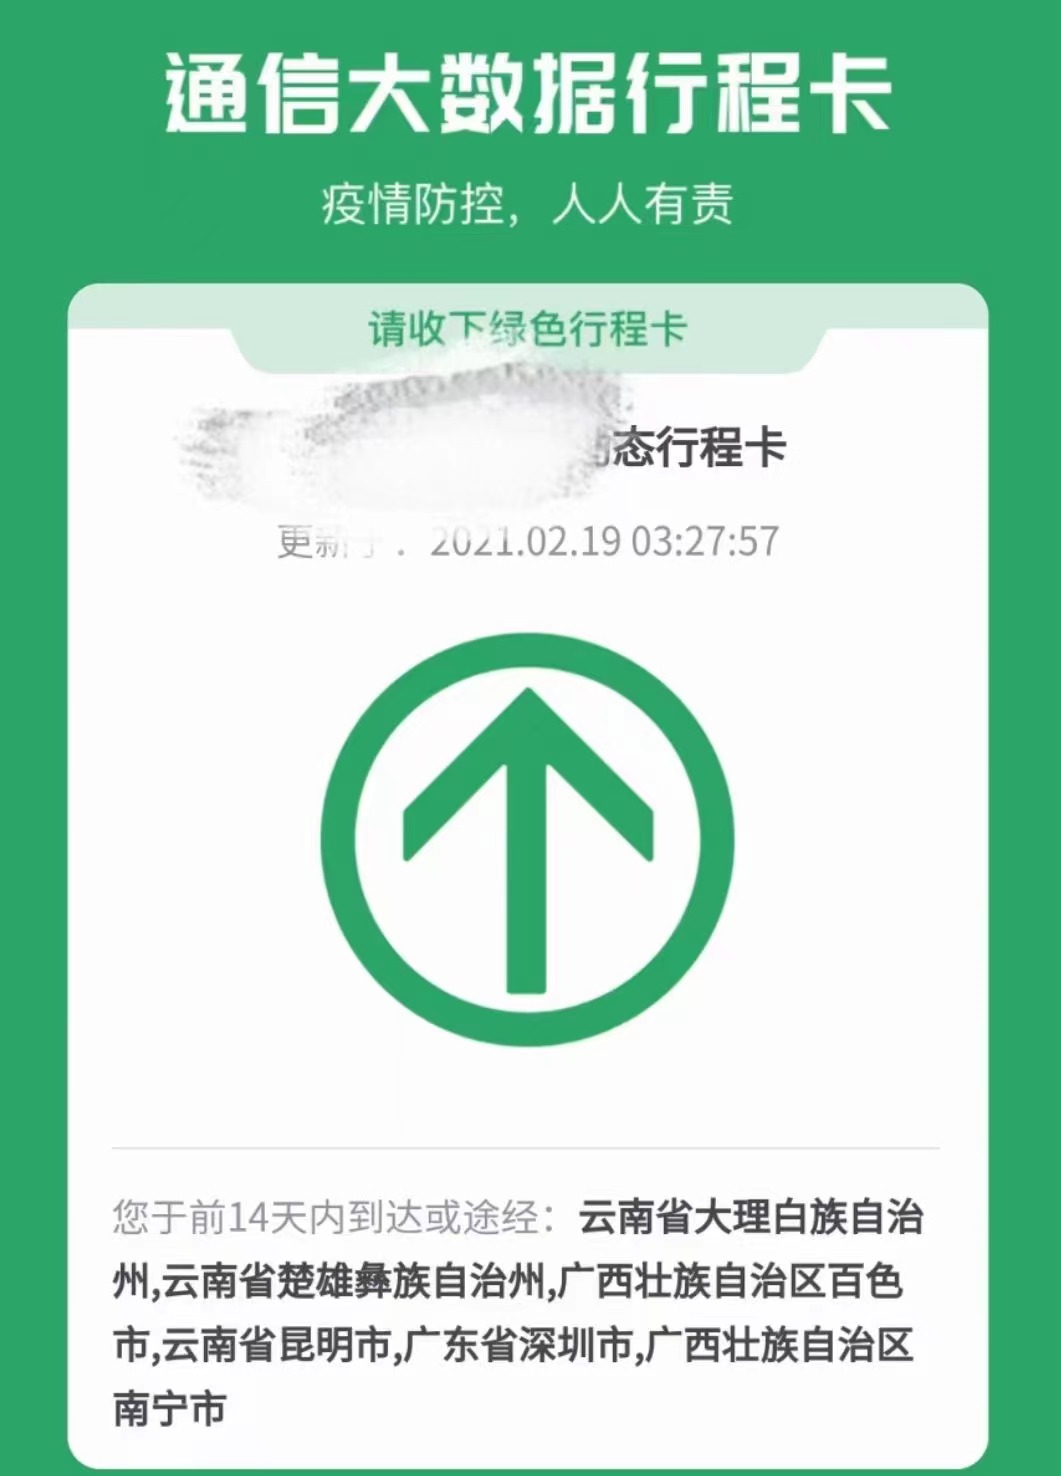 通信大数据行程卡
疫情防控，人人有责
请收下绿色行程卡
态行程卡
更新于：2021.02.19 03:27:57
您于前14天内到达或途经：云南省大理白族自治
州,云南省楚雄彝族自治州,广西壮族自治区百色
市,云南省昆明市,广东省深圳市,广西壮族自治区
南宁市